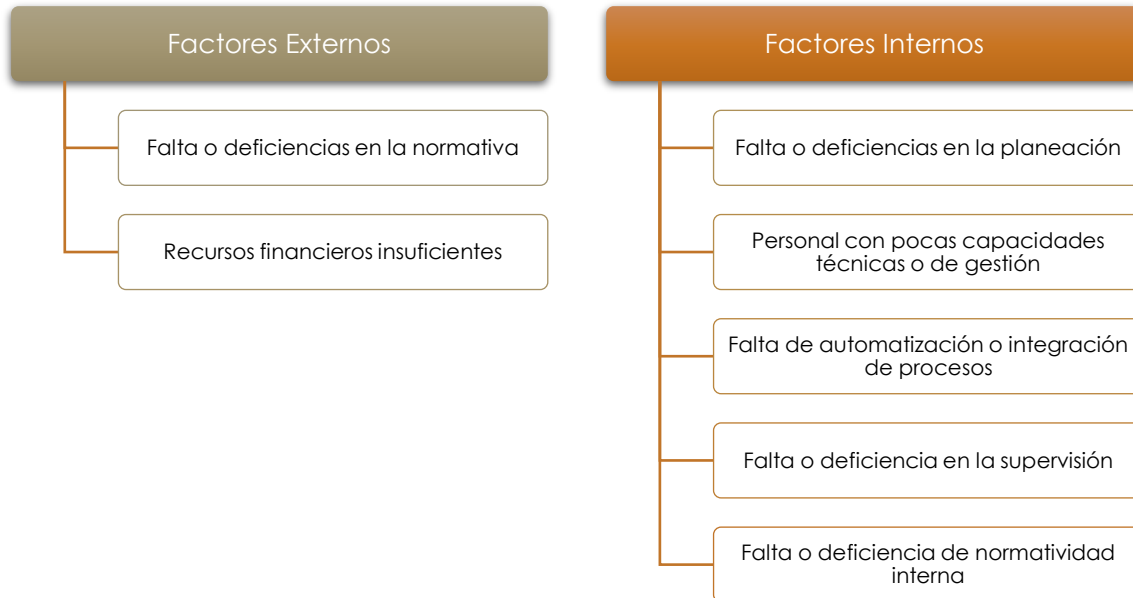 Factores Externos
Falta o deficiencias en la normativa
Recursos financieros insuficientes
Factores Internos
Falta o deficiencias en la planeación
Personal con pocas capacidades
técnicas o de gestión
Falta de automatización o integración
de procesos
Falta o deficiencia en la supervisión
Falta o deficiencia de normatividad
interna